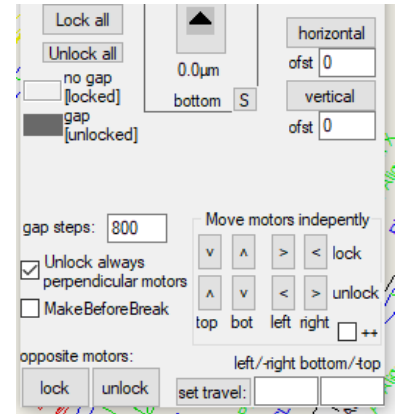 Lock all
Unlock all
no gap
[locked]
gap
[unlocked]
0.0µm
bottom S
horizontal
ofst 0
vertical
ofst 0
gap steps: 800
Unlock always
perpendicular motors
MakeBeforeBreak
Move motors indepently
v ʌ > < lock
ʌ v < > unlock
top bot left right ++
opposite motors:
lock unlock
left/-right bottom/-top
set travel: